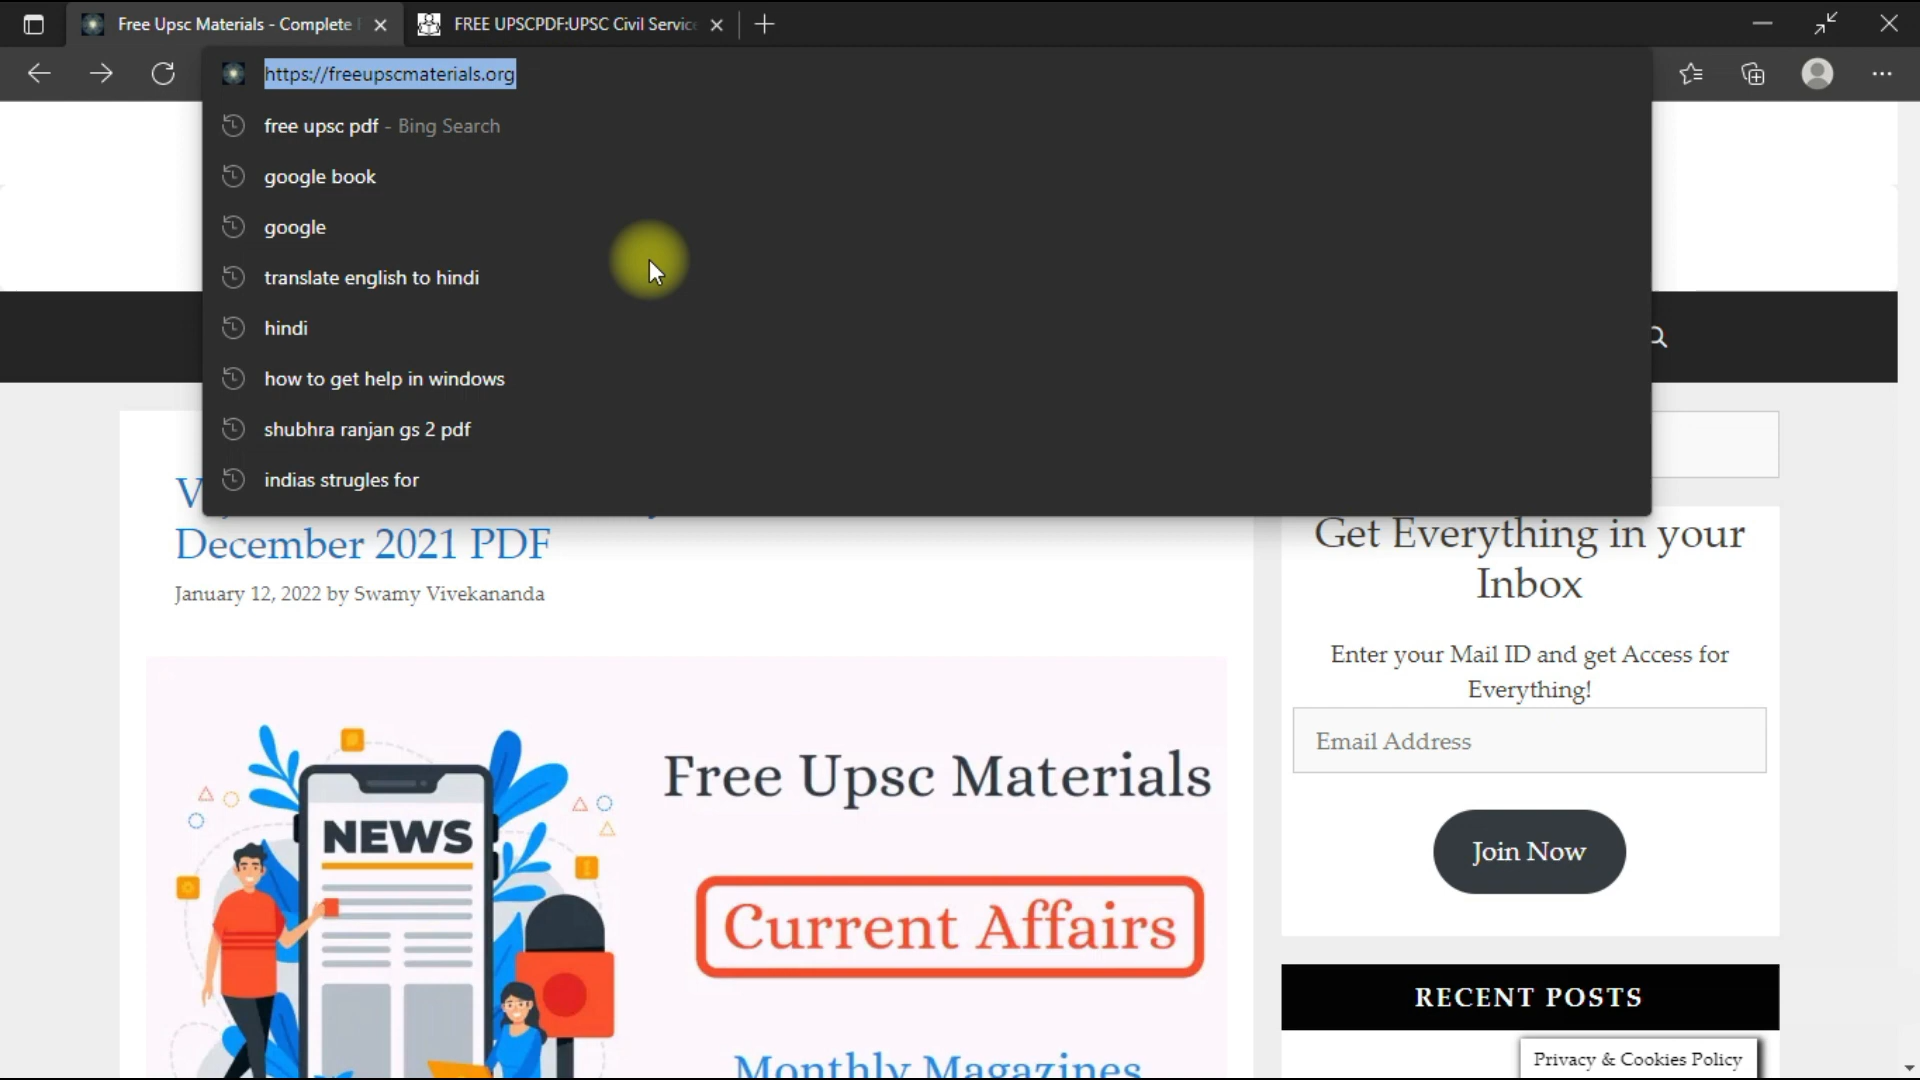 Free Upsc Materials - Complete
FREE UPSCPDF:UPSC Civil Servic
https://freeupscmaterials.org
free upsc pdf - Bing Search
google book
google
translate english to hindi
hindi
how to get help in windows
shubhra ranjan gs 2 pdf
indias strugles for
December 2021 PDF
January 12, 2022 by Swamy Vivekananda
NEWS
Free Upsc Materials
Current Affairs
Monthly Magazines
Get Everything in your
Inbox
Enter your Mail ID and get Access for
Everything!
Email Address
Join Now
RECENT POSTS
Privacy & Cookies Policy